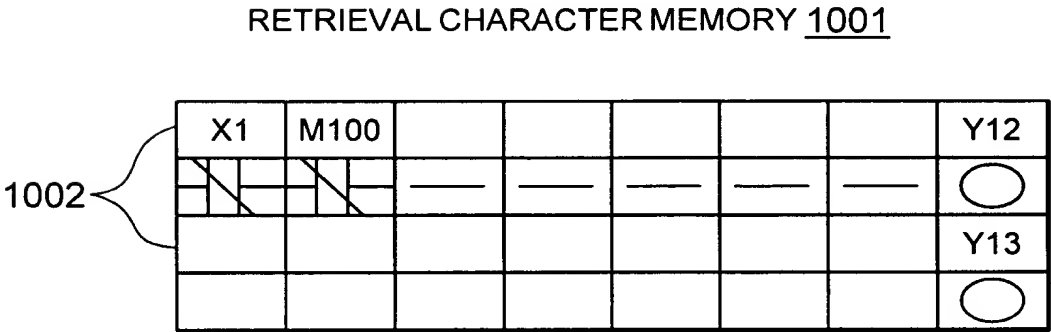 RETRIEVAL CHARACTER MEMORY 1001
X1 M100 Y12
1002
Y13